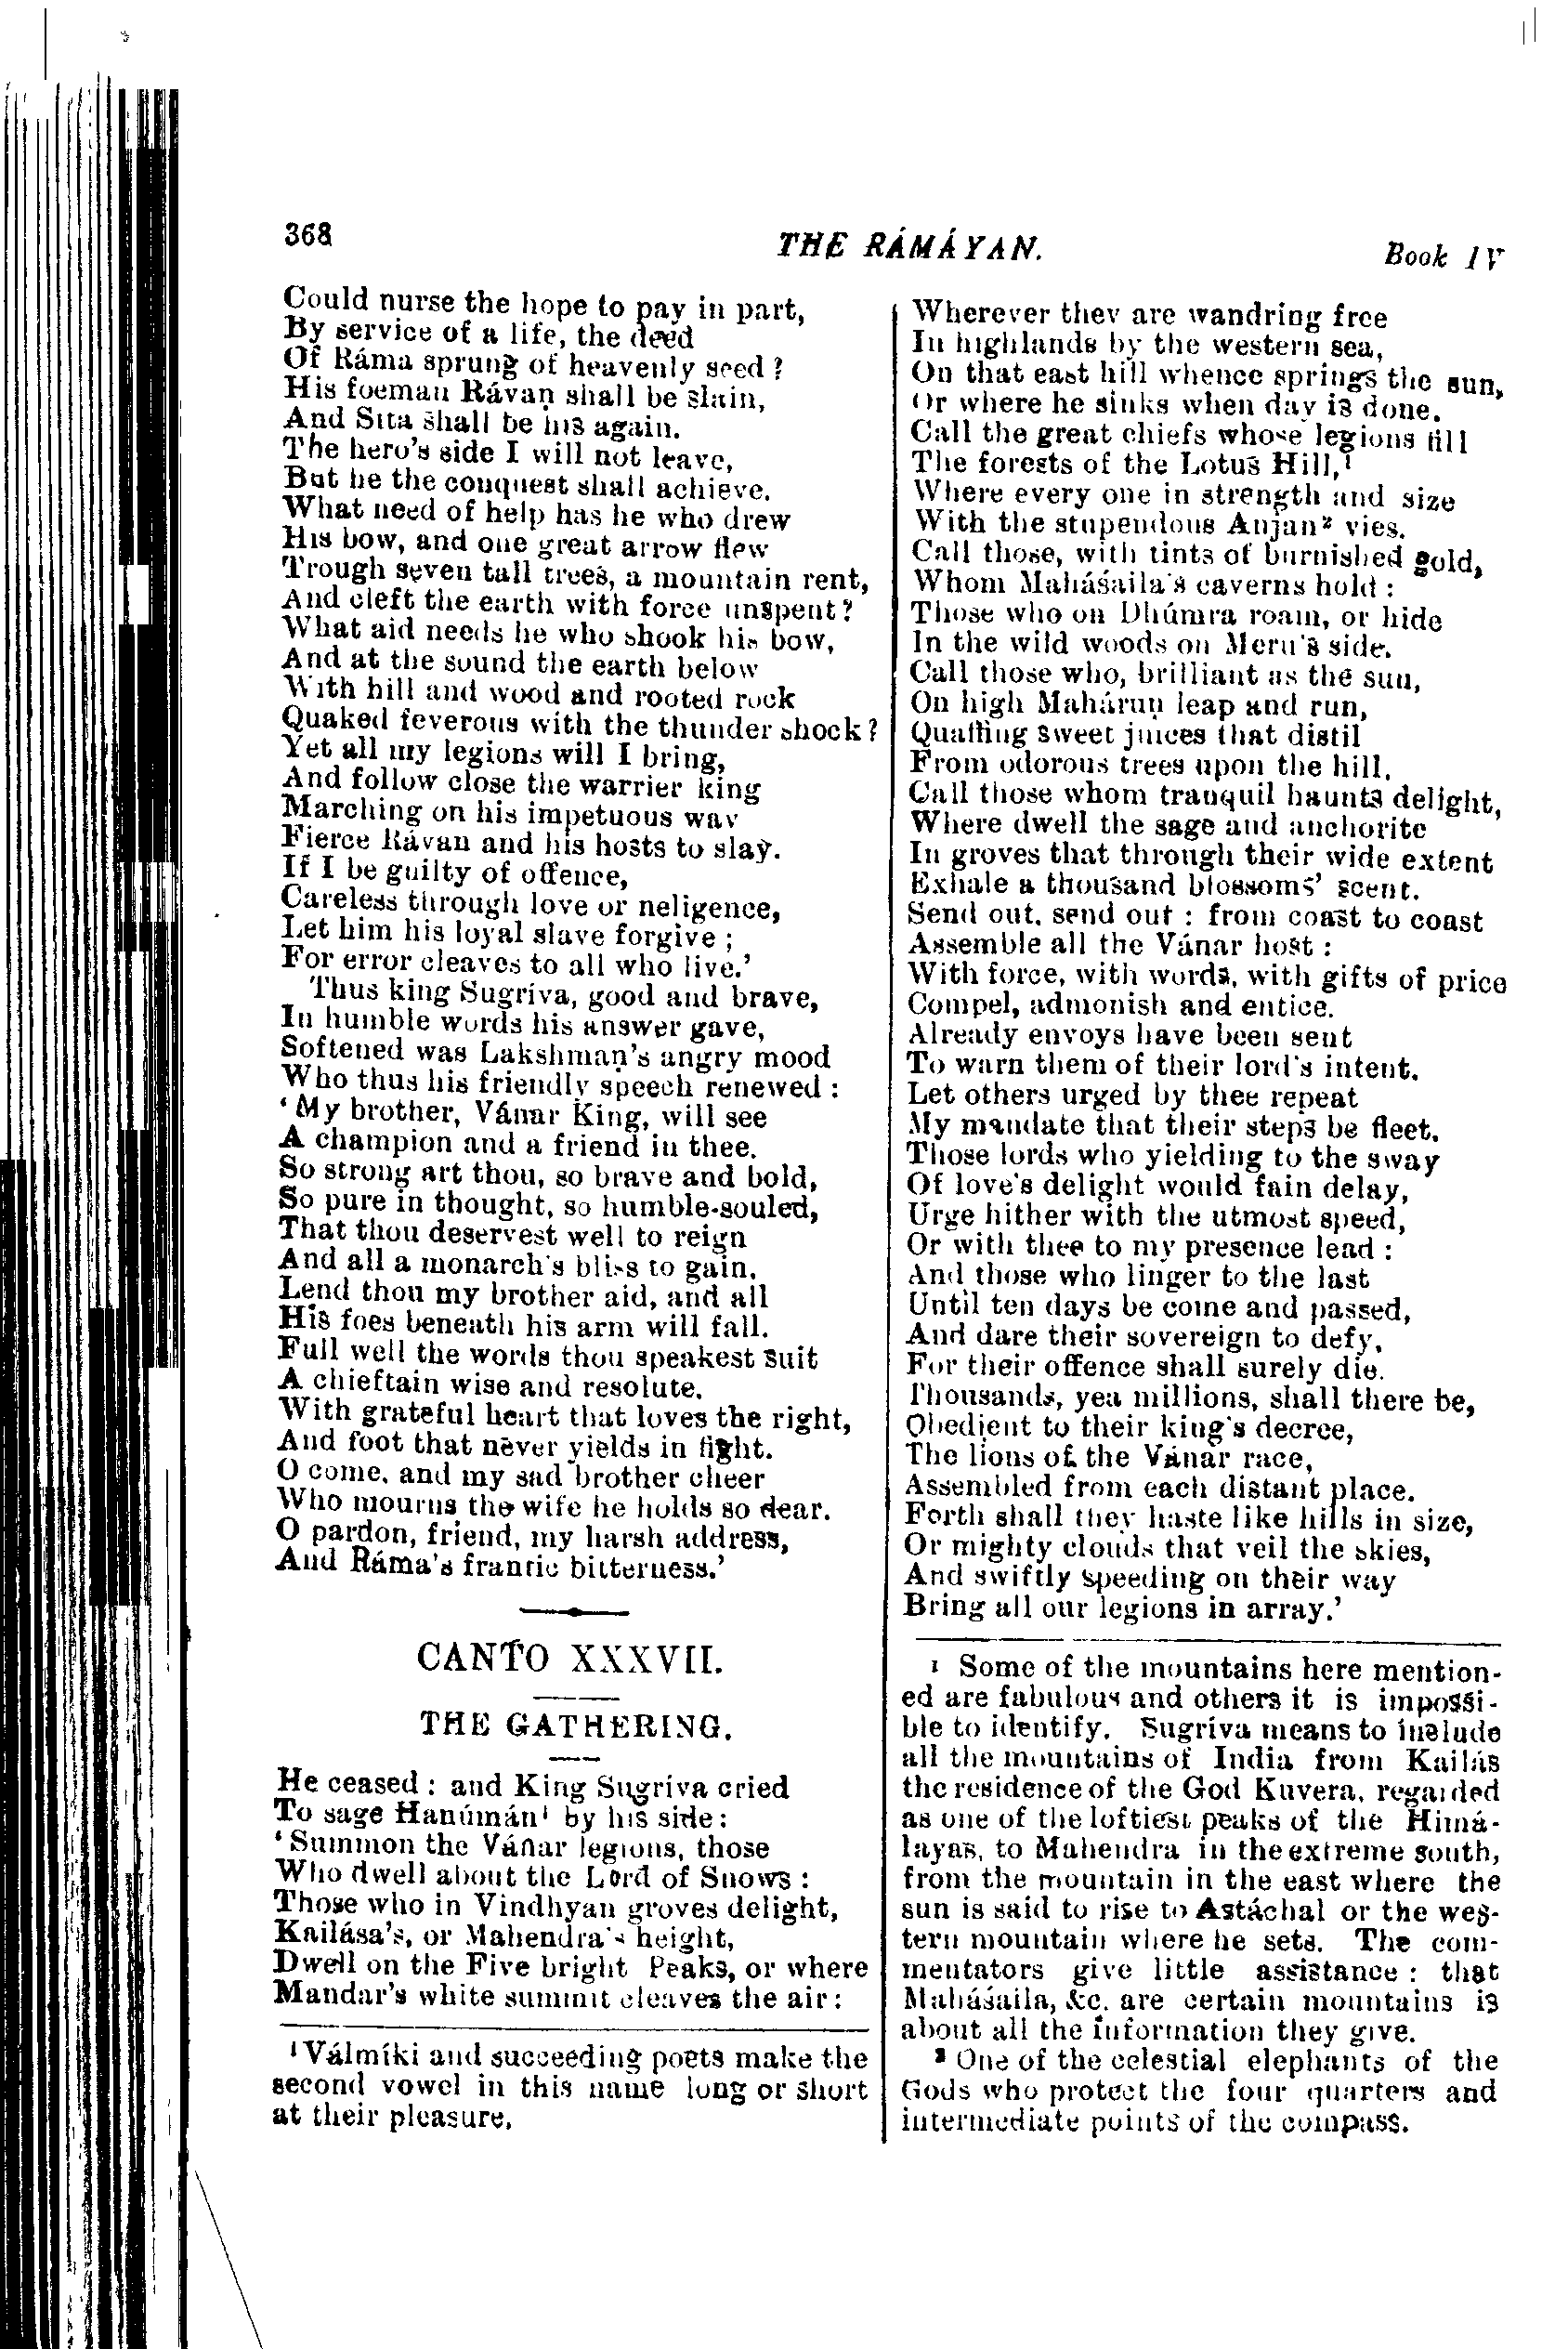 368
THE RÁMÁYAN.
Book IV
Could nurse the hope to pay in part,
By service of a life, the deed
Of Ráma sprung of heavenly seed ?
His foeman Rávaṇ shall be slain,
And Sita shall be his again.
The hero's side I will not leave,
But he the conquest shall achieve.
What need of help has he who drew
His bow, and one great arrow flew
Trough seven tall trees, a mountain rent,
And cleft the earth with force unspent ?
What aid needs he who shook his bow,
And at the sound the earth below
With hill and wood and rooted rock
Quaked feverous with the thunder shock ?
Yet all my legions will I bring,
And follow close the warrier king
Marching on his impetuous way
Fierce Rávan and his hosts to slay.
If I be guilty of offence,
Careless through love or neligence,
Let him his loyal slave forgive ;
For error cleaves to all who live.'
Thus king Sugríva, good and brave,
In humble words his answer gave,
Softened was Lakshmaṇ's angry mood
Who thus his friendly speech renewed :
'My brother, Vánar King, will see
A champion and a friend in thee.
So strong art thou, so brave and bold,
So pure in thought, so humble-souled,
That thou deservest well to reign
And all a monarch's bliss to gain.
Lend thou my brother aid, and all
His foes beneath his arm will fall.
Full well the words thou speakest suit
A chieftain wise and resolute.
With grateful heart that loves the right,
And foot that never yields in fight.
O come, and my sad brother cheer
Who mourns the wife he holds so dear.
O pardon, friend, my harsh address,
And Ráma's frantic bitterness.'
CANTO XXXVII.
THE GATHERING.
He ceased : and King Sugríva cried
To sage Hanúmán¹ by his side :
'Summon the Vánar legions, those
Who dwell about the Lord of Snows :
Those who in Vindhyan groves delight,
Kailása's, or Mahendra's height,
Dwell on the Five bright Peaks, or where
Mandar's white summit cleaves the air :
¹ Válmíki and succeeding poets make the
second vowel in this name long or short
at their pleasure.
Wherever they are wandring free
In highlands by the western sea,
On that east hill whence springs the sun,
Or where he sinks when day is done.
Call the great chiefs whose legions fill
The forests of the Lotus Hill,¹
Where every one in strength and size
With the stupendous Anjan² vies.
Call those, with tints of burnished gold,
Whom Maháśaila's caverns hold :
Those who on Dhúmra roam, or hide
In the wild woods on Meru's side.
Call those who, brilliant as the sun,
On high Maháruṇ leap and run,
Quaffing sweet juices that distil
From odorous trees upon the hill.
Call those whom tranquil haunts delight,
Where dwell the sage and anchorite
In groves that through their wide extent
Exhale a thousand blossoms' scent.
Send out, send out : from coast to coast
Assemble all the Vánar host :
With force, with words, with gifts of price
Compel, admonish and entice.
Already envoys have been sent
To warn them of their lord's intent.
Let others urged by thee repeat
My mandate that their steps be fleet.
Those lords who yielding to the sway
Of love's delight would fain delay,
Urge hither with the utmost speed,
Or with thee to my presence lead :
And those who linger to the last
Until ten days be come and passed,
And dare their sovereign to defy,
For their offence shall surely die.
Thousands, yea millions, shall there be,
Obedient to their king's decree,
The lions of the Vánar race,
Assembled from each distant place.
Forth shall they haste like hills in size,
Or mighty clouds that veil the skies,
And swiftly speeding on their way
Bring all our legions in array.'
¹ Some of the mountains here mention-
ed are fabulous and others it is impossi-
ble to identify. Sugríva means to include
all the mountains of India from Kailás
the residence of the God Kuvera, regarded
as one of the loftiest peaks of the Himá-
layas, to Mahendra in the extreme south,
from the mountain in the east where the
sun is said to rise to Astáchal or the wes-
tern mountain where he sets. The com-
mentators give little assistance : that
Maháśaila, &c. are certain mountains is
about all the information they give.
² One of the celestial elephants of the
Gods who protect the four quarters and
intermediate points of the compass.